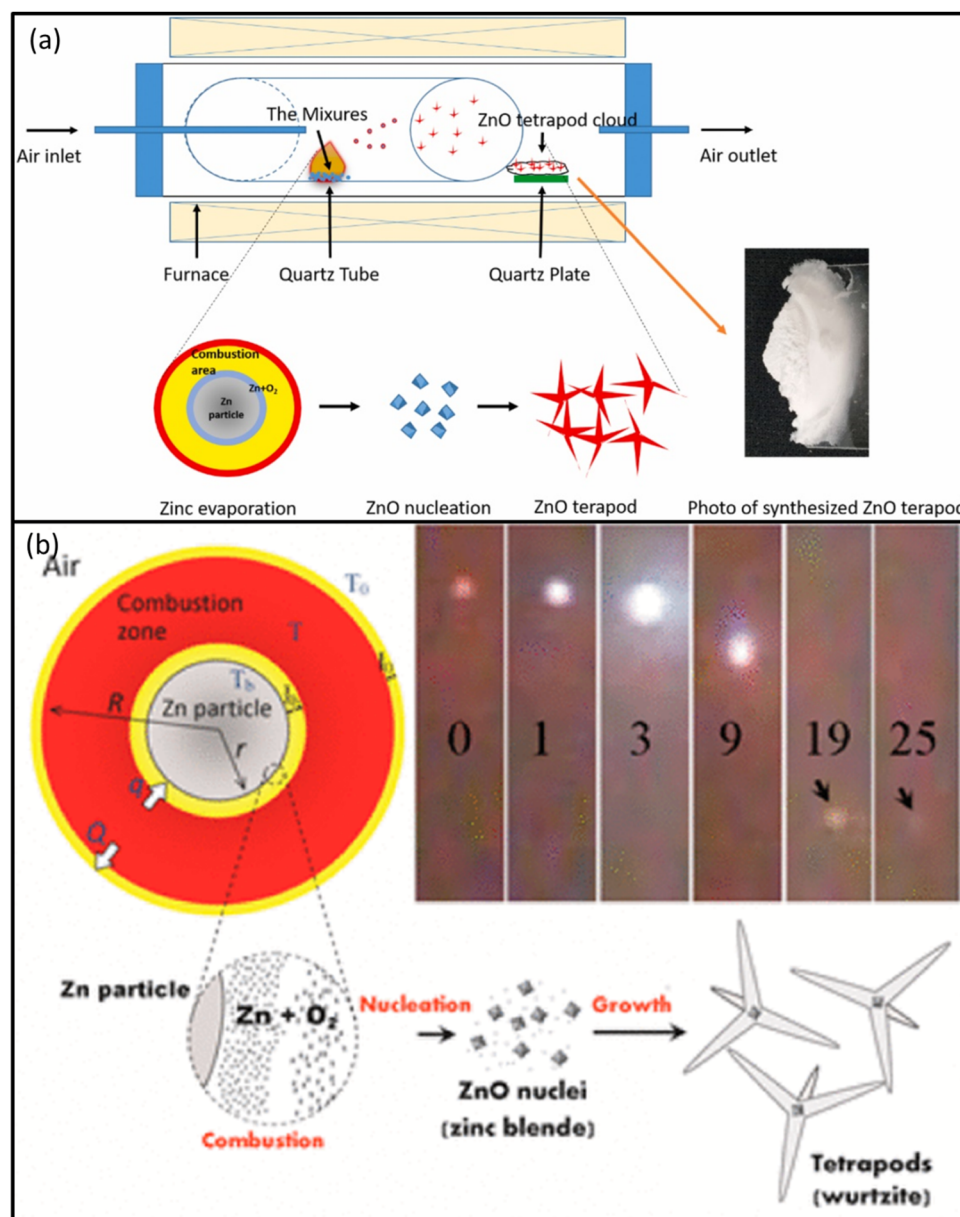 (a)
The Mixures
ZnO tetrapod cloud
Air inlet
Air outlet
Furnace
Quartz Tube
Quartz Plate
Combustion
area
Zn+O2
Zn
particle
Zinc evaporation
ZnO nucleation
ZnO terapod
Photo of synthesized ZnO terapod
(b)
Air
T0
Combustion
zone
T
Tb
R
Zn particle
r
q
Q
0
1
3
9
19
25
Zn particle
Zn + O2
Combustion
Nucleation
Growth
ZnO nuclei
(zinc blende)
Tetrapods
(wurtzite)